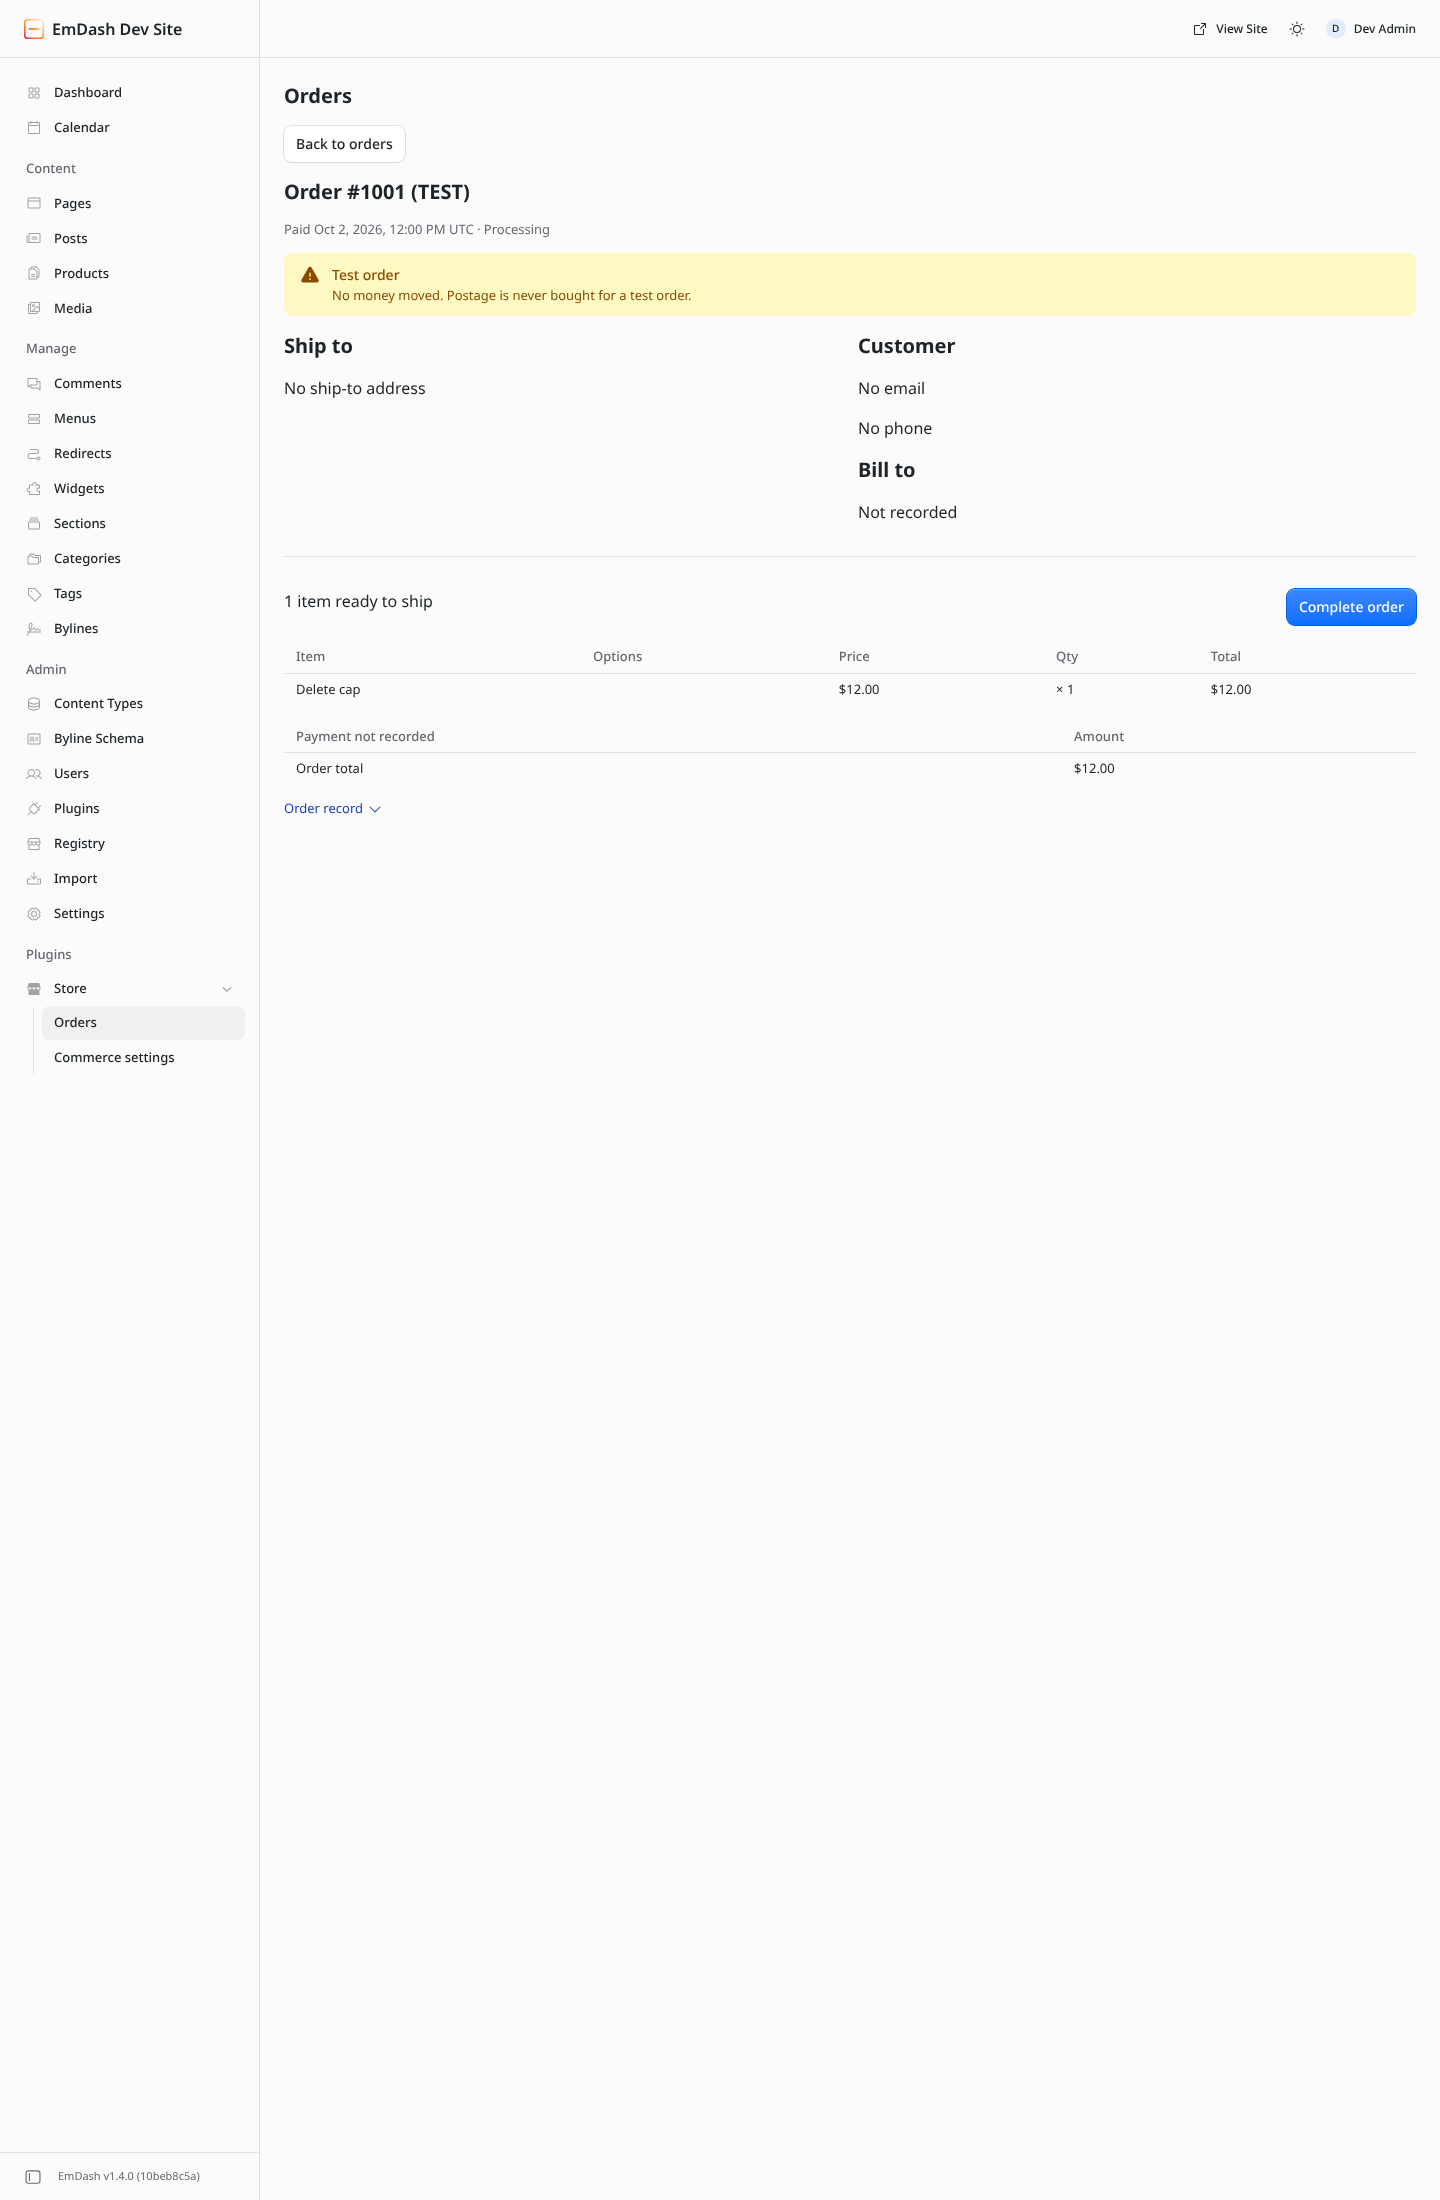 EmDash Dev Site
View Site
D
Dev Admin
Dashboard
Calendar
Content
Pages
Posts
Products
Media
Manage
Comments
Menus
Redirects
Widgets
Sections
Categories
Tags
Bylines
Admin
Content Types
Byline Schema
Users
Plugins
Registry
Import
Settings
Plugins
Store
Orders
Commerce settings
EmDash v1.4.0 (10beb8c5a)
Orders
Back to orders
Order #1001 (TEST)
Paid Oct 2, 2026, 12:00 PM UTC · Processing
Test order
No money moved. Postage is never bought for a test order.
Ship to
No ship-to address
Customer
No email
No phone
Bill to
Not recorded
1 item ready to ship
Complete order
Item Options Price Qty Total
Delete cap $12.00 × 1 $12.00
Payment not recorded Amount
Order total $12.00
Order record